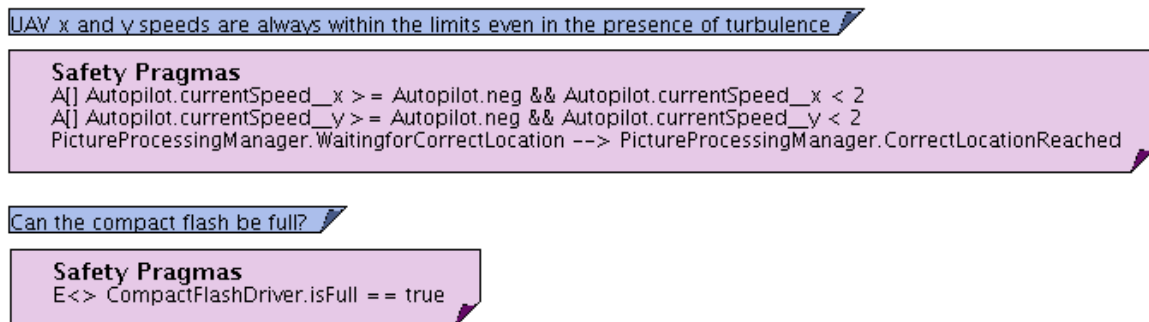 UAV x and y speeds are always within the limits even in the presence of turbulence
Safety Pragmas
A[] Autopilot.currentSpeed__x >= Autopilot.neg && Autopilot.currentSpeed__x < 2
A[] Autopilot.currentSpeed__y >= Autopilot.neg && Autopilot.currentSpeed__y < 2
PictureProcessingManager.WaitingforCorrectLocation --> PictureProcessingManager.CorrectLocationReached
Can the compact flash be full?
Safety Pragmas
E<> CompactFlashDriver.isFull == true